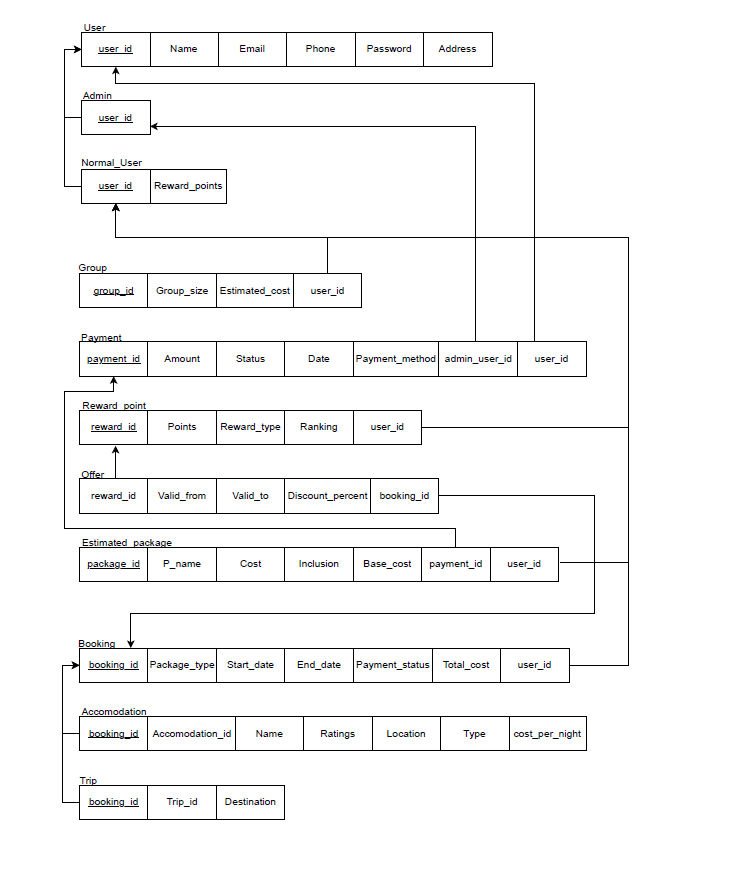 User
user_id Name Email Phone Password Address
Admin
user_id
Normal_User
user_id Reward_points
Group
group_id Group_size Estimated_cost user_id
Payment
payment_id Amount Status Date Payment_method admin_user_id user_id
Reward_point
reward_id Points Reward_type Ranking user_id
Offer
reward_id Valid_from Valid_to Discount_percent booking_id
Estimated_package
package_id P_name Cost Inclusion Base_cost payment_id user_id
Booking
booking_id Package_type Start_date End_date Payment_status Total_cost user_id
Accomodation
booking_id Accomodation_id Name Ratings Location Type cost_per_night
Trip
booking_id Trip_id Destination